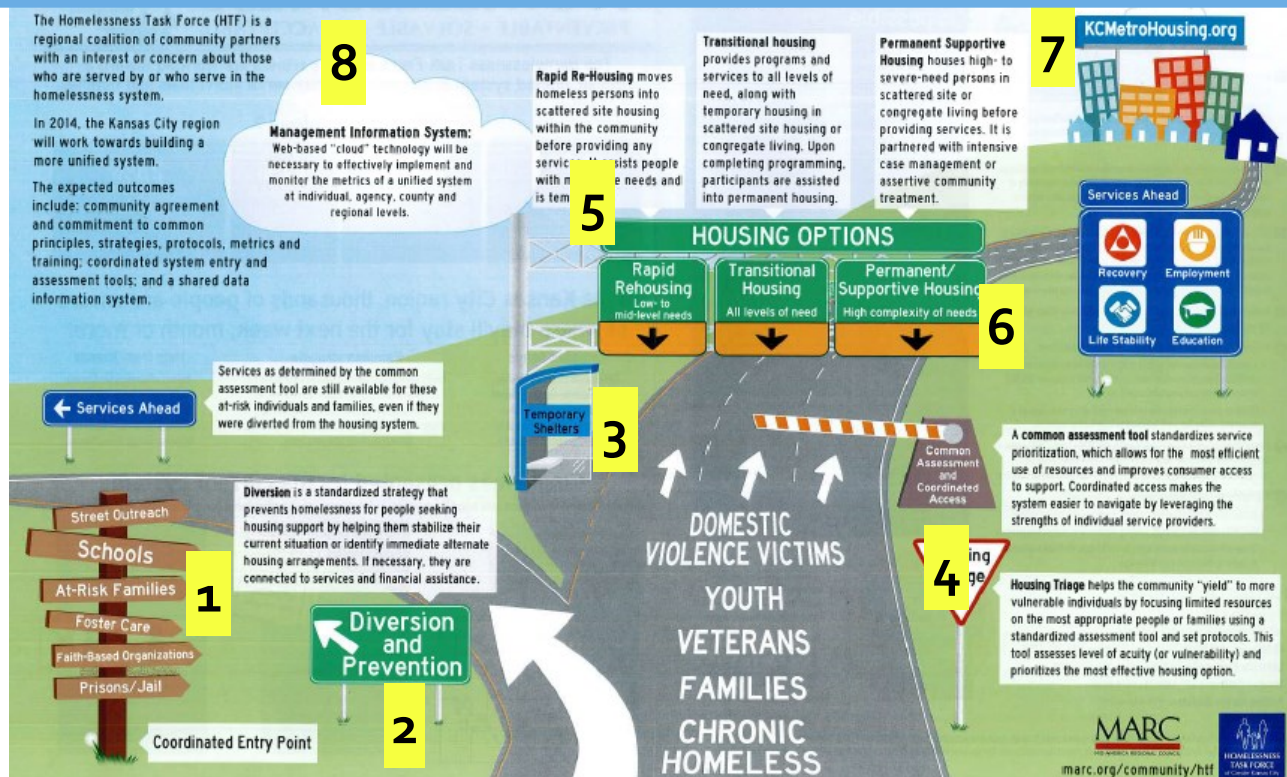 The Homelessness Task Force (HTF) is a
regional coalition of community partners
with an interest or concern about those
who are served by or who serve in the
homelessness system.
In 2014, the Kansas City region
will work towards building a
more unified system.
The expected outcomes
include: community agreement
and commitment to common
principles, strategies, protocols, metrics and
training; coordinated system entry and
assessment tools; and a shared data
information system.
8
Management Information System:
Web-based "cloud" technology will be
necessary to effectively implement and
monitor the metrics of a unified system
at individual, agency, county and
regional levels.
Rapid Re-Housing moves
homeless persons into
scattered site housing
within the community
before providing any
people
with needs and
is
5
Transitional housing
provides programs and
services to all levels of
need, along with
temporary housing in
scattered site housing or
congregate living. Upon
completing programming,
participants are assisted
into permanent housing.
Permanent Supportive
Housing houses high- to
severe-need persons in
scattered site or
congregate living before
providing services. It is
partnered with intensive
case management or
assertive community
treatment.
7
KCMetroHousing.org
Services Ahead
Recovery
Employment
Life Stability
Education
HOUSING OPTIONS
Rapid
Rehousing
Low- to
mid-level needs
Transitional
Housing
All levels of need
Permanent/
Supportive Housing
High complexity of needs
6
Services as determined by the common
assessment tool are still available for these
at-risk individuals and families, even if they
were diverted from the housing system.
Services Ahead
Temporary
Shelters
3
Common
Assessment
and
Coordinated
Access
A common assessment tool standardizes service
prioritization, which allows for the most efficient
use of resources and improves consumer access
to support. Coordinated access makes the
system easier to navigate by leveraging the
strengths of individual service providers.
Diversion is a standardized strategy that
prevents homelessness for people seeking
housing support by helping them stabilize their
current situation or identify immediate alternate
housing arrangements. If necessary, they are
connected to services and financial assistance.
Street Outreach
Schools
At-Risk Families
Foster Care
Faith-Based Organizations
Prisons/Jail
1
Coordinated Entry Point
Diversion
and
Prevention
2
DOMESTIC
VIOLENCE VICTIMS
YOUTH
VETERANS
FAMILIES
CHRONIC
HOMELESS
4
Housing Triage helps the community "yield" to more
vulnerable individuals by focusing limited resources
on the most appropriate people or families using a
standardized assessment tool and set protocols. This
tool assesses level of acuity (or vulnerability) and
prioritizes the most effective housing option.
MARC
MID-AMERICA REGIONAL COUNCIL
marc.org/community/htf
HOMELESSNESS
TASK FORCE